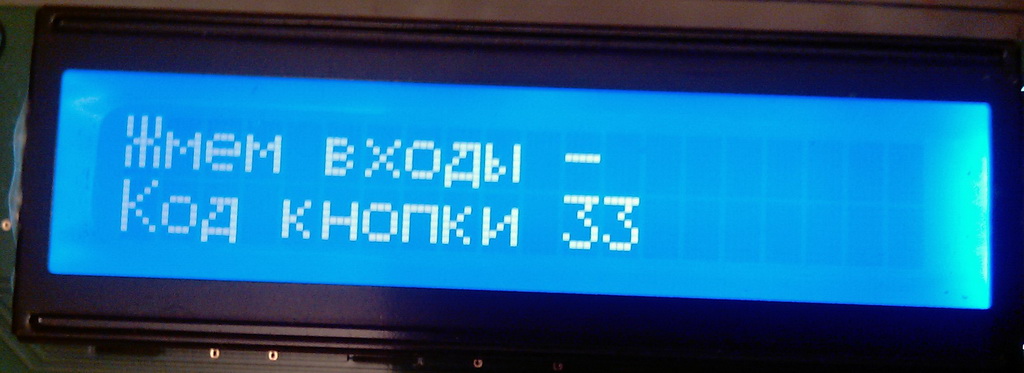 Жмем входы -
Код кнопки 33